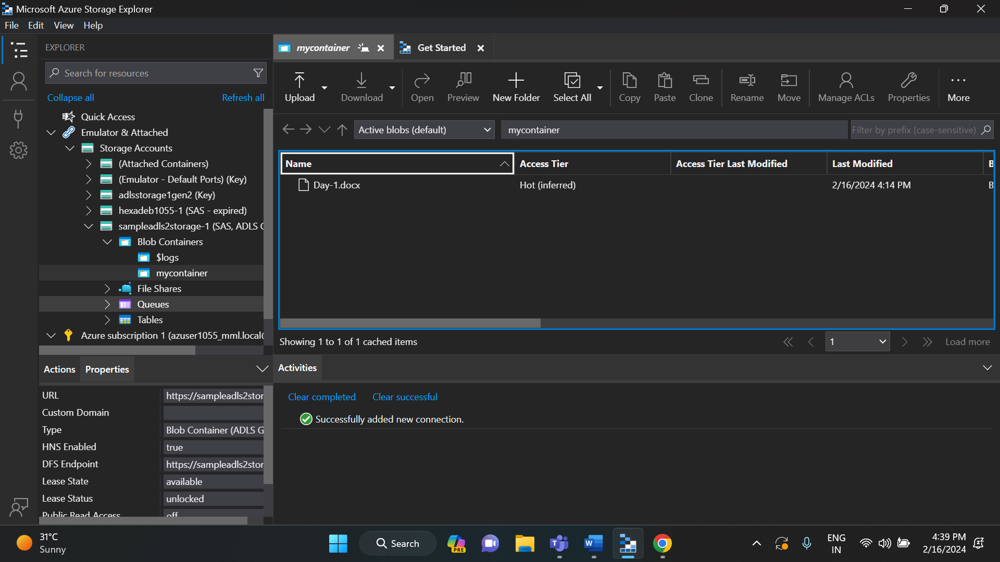 Microsoft Azure Storage Explorer
File Edit View Help
EXPLORER
Search for resources
Collapse all Refresh all
Quick Access
Emulator & Attached
Storage Accounts
(Attached Containers)
(Emulator - Default Ports) (Key)
adlsstorage1gen2 (Key)
hexadeb1055-1 (SAS - expired)
sampleadls2storage-1 (SAS, ADLS
Blob Containers
$logs
mycontainer
File Shares
Queues
Tables
Azure subscription 1 (azuser1055_mml.local
Actions Properties
URL https://sampleadls2stor
Custom Domain
Type Blob Container (ADLS G
HNS Enabled true
DFS Endpoint https://sampleadls2stor
Lease State available
Lease Status unlocked
Public Read Access off
mycontainer Get Started
Upload Download Open Preview New Folder Select All Copy Paste Clone Rename Move Manage ACLs Properties More
Active blobs (default) mycontainer Filter by prefix (case-sensitive)
Name Access Tier Access Tier Last Modified Last Modified B
Day-1.docx Hot (inferred) 2/16/2024 4:14 PM B
Showing 1 to 1 of 1 cached items 1 Load more
Activities
Clear completed Clear successful
Successfully added new connection.
31°C
Sunny
Search
PRE
ENG
IN
4:39 PM
2/16/2024